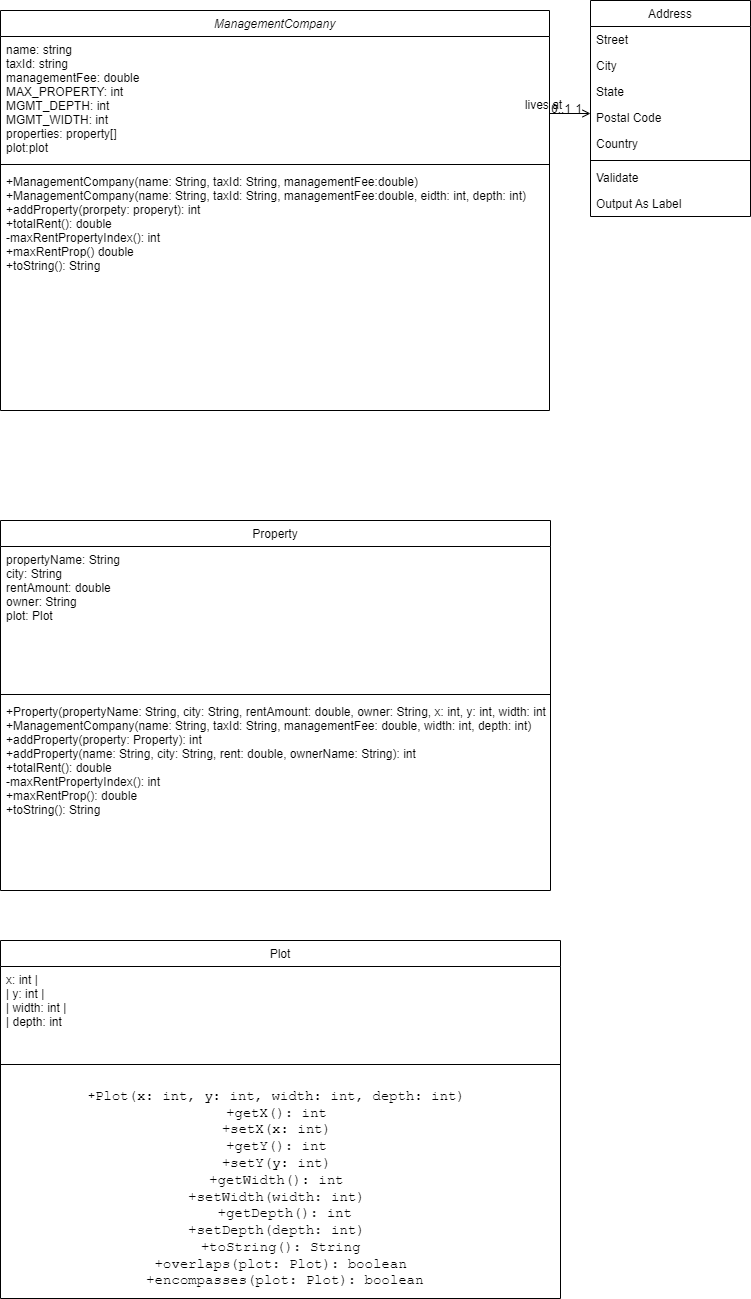 ManagementCompany
name: string
taxId: string
managementFee: double
MAX_PROPERTY: int
MGMT_DEPTH: int
MGMT_WIDTH: int
properties: property[]
plot:plot
+ManagementCompany(name: String, taxId: String, managementFee:double)
+ManagementCompany(name: String, taxId: String, managementFee:double, eidth: int, depth: int)
+addProperty(prorpety: properyt): int
+totalRent(): double
-maxRentPropertyIndex(): int
+maxRentProp() double
+toString(): String
lives at
0..1 1
Address
Street
City
State
Postal Code
Country
Validate
Output As Label
Property
propertyName: String
city: String
rentAmount: double
owner: String
plot: Plot
+Property(propertyName: String, city: String, rentAmount: double, owner: String, x: int, y: int, width: int
+ManagementCompany(name: String, taxId: String, managementFee: double, width: int, depth: int)
+addProperty(property: Property): int
+addProperty(name: String, city: String, rent: double, ownerName: String): int
+totalRent(): double
-maxRentPropertyIndex(): int
+maxRentProp(): double
+toString(): String
Plot
x: int |
| y: int |
| width: int |
| depth: int
+Plot(x: int, y: int, width: int, depth: int)
+getX(): int
+setX(x: int)
+getY(): int
+setY(y: int)
+getWidth(): int
+setWidth(width: int)
+getDepth(): int
+setDepth(depth: int)
+toString(): String
+overlaps(plot: Plot): boolean
+encompasses(plot: Plot): boolean